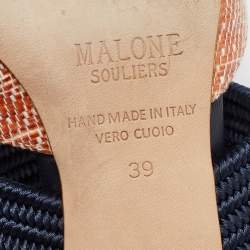 MALONE
SOULIERS
HAND MADE IN ITALY
VERO CUOIO
39